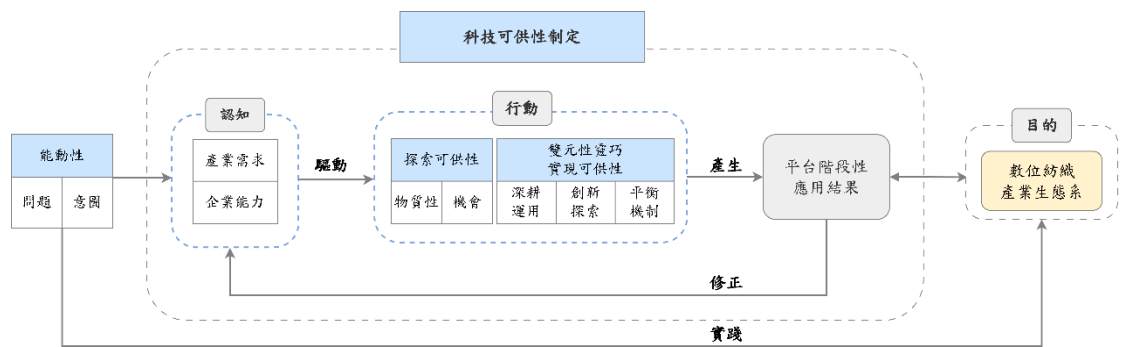 科技可供性制定
認知
行動
目的
能動性
問題
意圖
產業需求
企業能力
驅動
探索可供性
物質性
機會
雙元性靈巧
實現可供性
深耕
運用
創新
探索
平衡
機制
產生
平台階段性
應用結果
數位紡織
產業生態系
修正
實踐